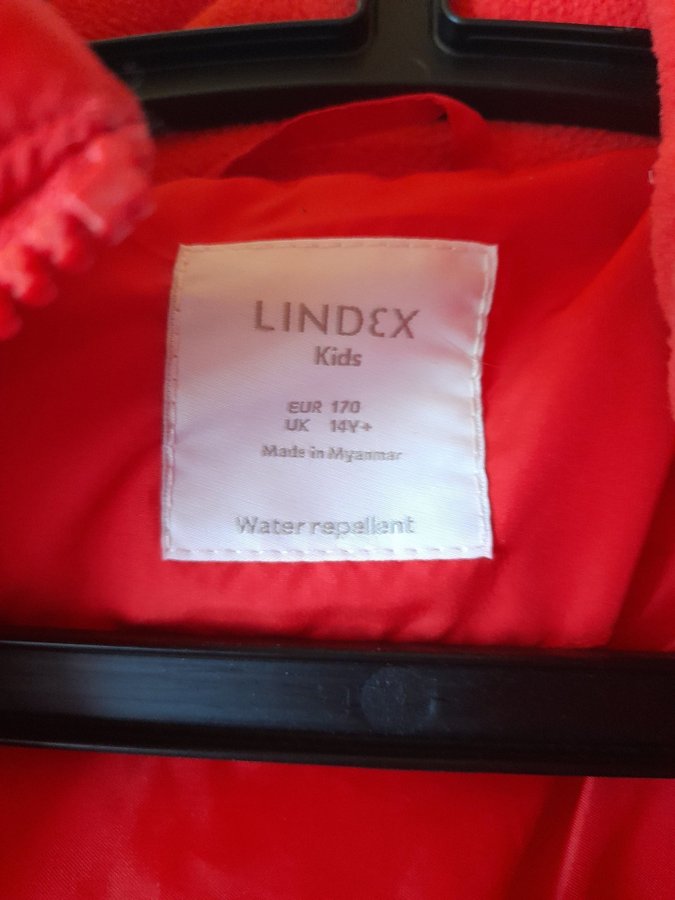 LINDEX
Kids
EUR 170
UK 14Y+
Made in Myanmar
Water repellent